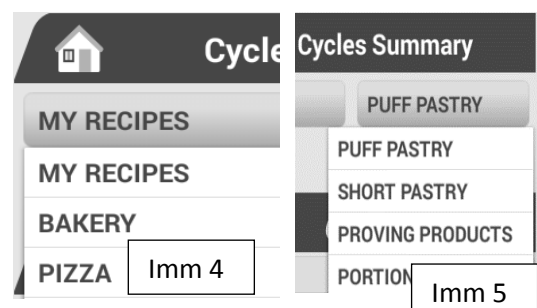 Cycle
MY RECIPES
MY RECIPES
BAKERY
PIZZA
Imm 4
Cycles Summary
PUFF PASTRY
PUFF PASTRY
SHORT PASTRY
PROVING PRODUCTS
PORTION
Imm 5